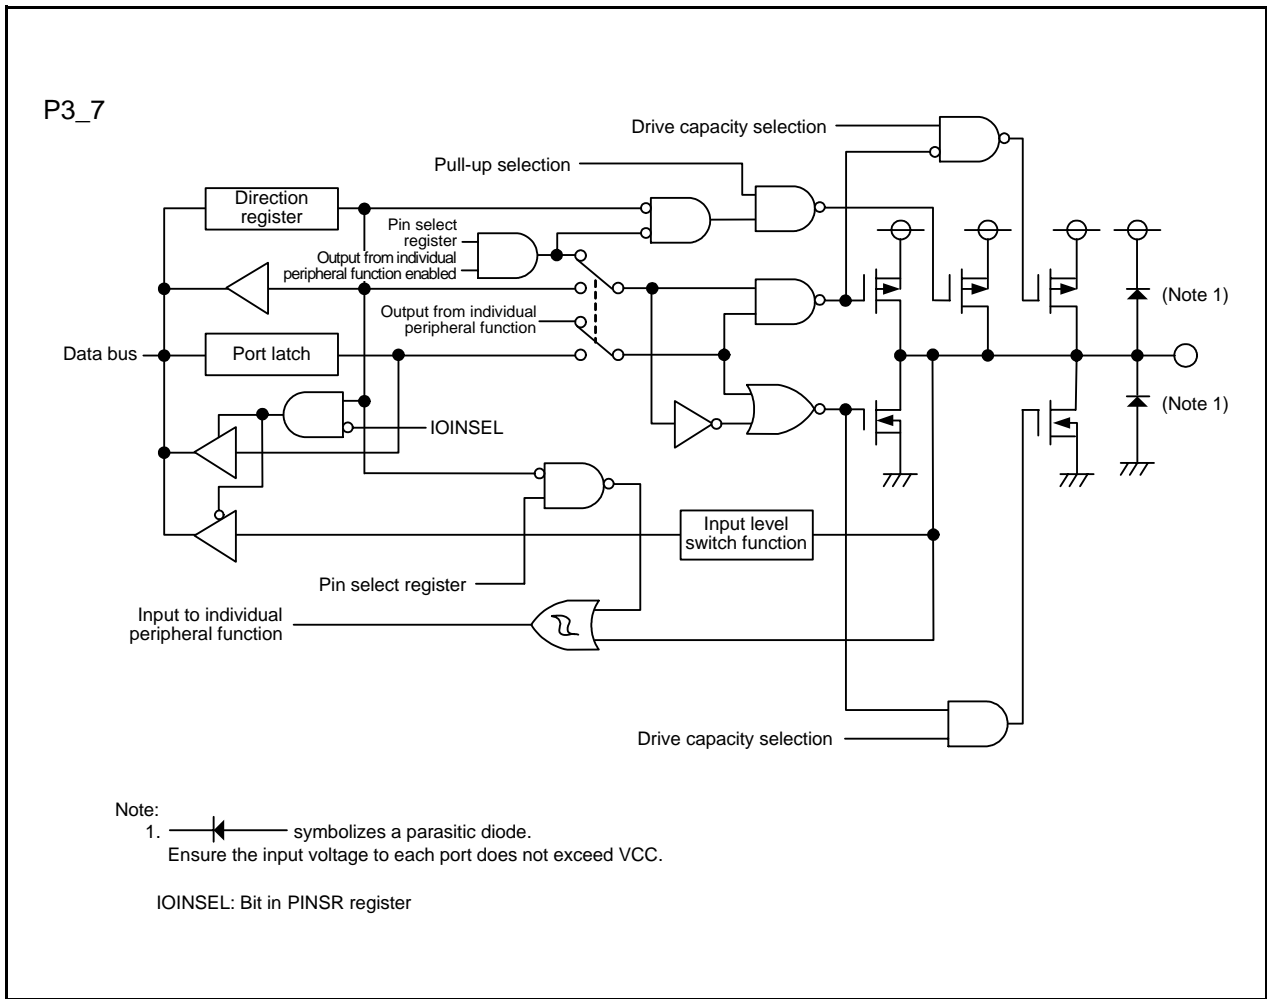 P3_7
Drive capacity selection
Pull-up selection
Direction
register
Pin select
register
Output from individual
peripheral function enabled
(Note 1)
Output from individual
peripheral function
Data bus
Port latch
(Note 1)
IOINSEL
Input level
switch function
Pin select register
Input to individual
peripheral function
Drive capacity selection
Note:
1. symbolizes a parasitic diode.
Ensure the input voltage to each port does not exceed VCC.
IOINSEL: Bit in PINSR register